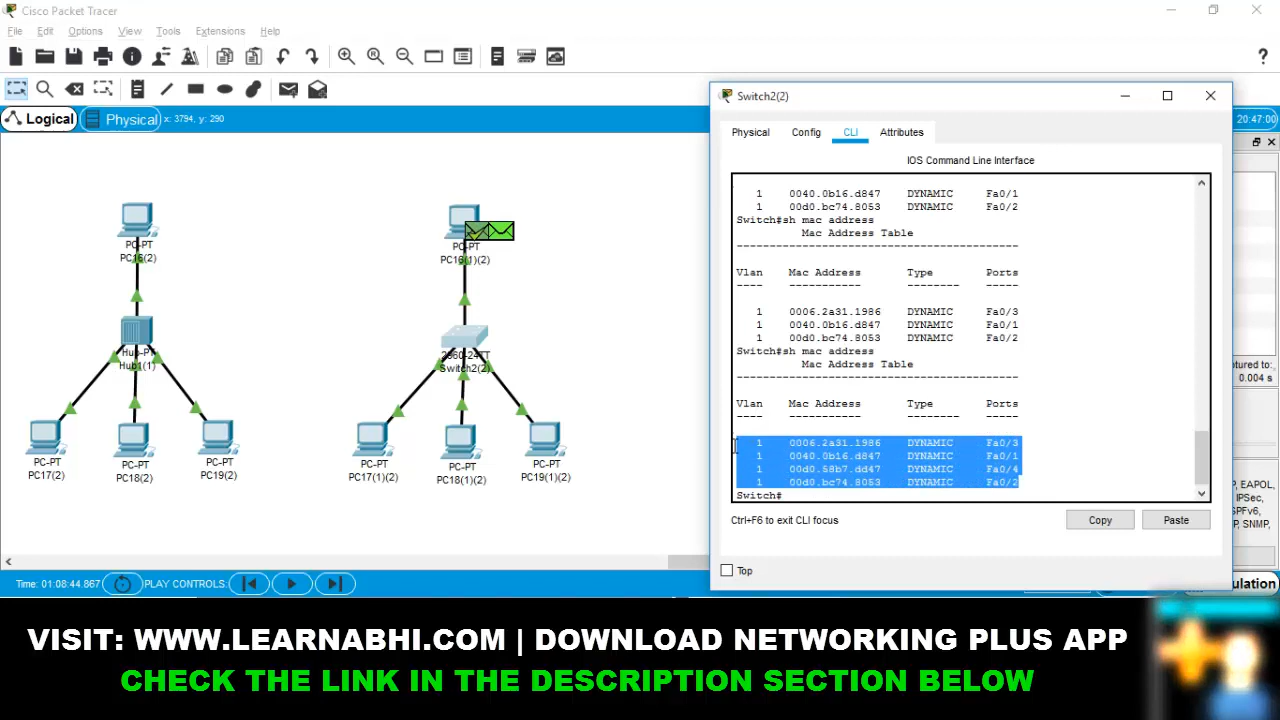 Cisco Packet Tracer
File Edit Options View Tools Extensions Help
Logical Physical x: 3794, y: 290
20:47:00
PC-PT
PC16(2)
Hub-PT
Hub1(1)
PC-PT
PC17(2)
PC-PT
PC18(2)
PC-PT
PC19(2)
PC-PT
PC16(1)(2)
2960-24TT
Switch2(2)
PC-PT
PC17(1)(2)
PC-PT
PC18(1)(2)
PC-PT
PC19(1)(2)
Switch2(2)
Physical Config CLI Attributes
IOS Command Line Interface
1 0040.0b16.d847 DYNAMIC Fa0/1
1 00d0.bc74.8053 DYNAMIC Fa0/2
Switch#sh mac address
Mac Address Table
-------------------------------------------
Vlan Mac Address Type Ports
---- ----------- -------- -----
1 0006.2a31.1986 DYNAMIC Fa0/3
1 0040.0b16.d847 DYNAMIC Fa0/1
1 00d0.bc74.8053 DYNAMIC Fa0/2
Switch#sh mac address
Mac Address Table
-------------------------------------------
Vlan Mac Address Type Ports
---- ----------- -------- -----
1 0006.2a31.1986 DYNAMIC Fa0/3
1 0040.0b16.d847 DYNAMIC Fa0/1
1 00d0.58b7.dd47 DYNAMIC Fa0/4
1 00d0.bc74.8053 DYNAMIC Fa0/2
Switch#
Ctrl+F6 to exit CLI focus
Copy Paste
Top
tured to:,
0.004 s
P, EAPOL,
IPSec,
SPFv6,
P, SNMP,
Time: 01:08:44.867 PLAY CONTROLS:
ulation
VISIT: WWW.LEARNABHI.COM | DOWNLOAD NETWORKING PLUS APP
CHECK THE LINK IN THE DESCRIPTION SECTION BELOW